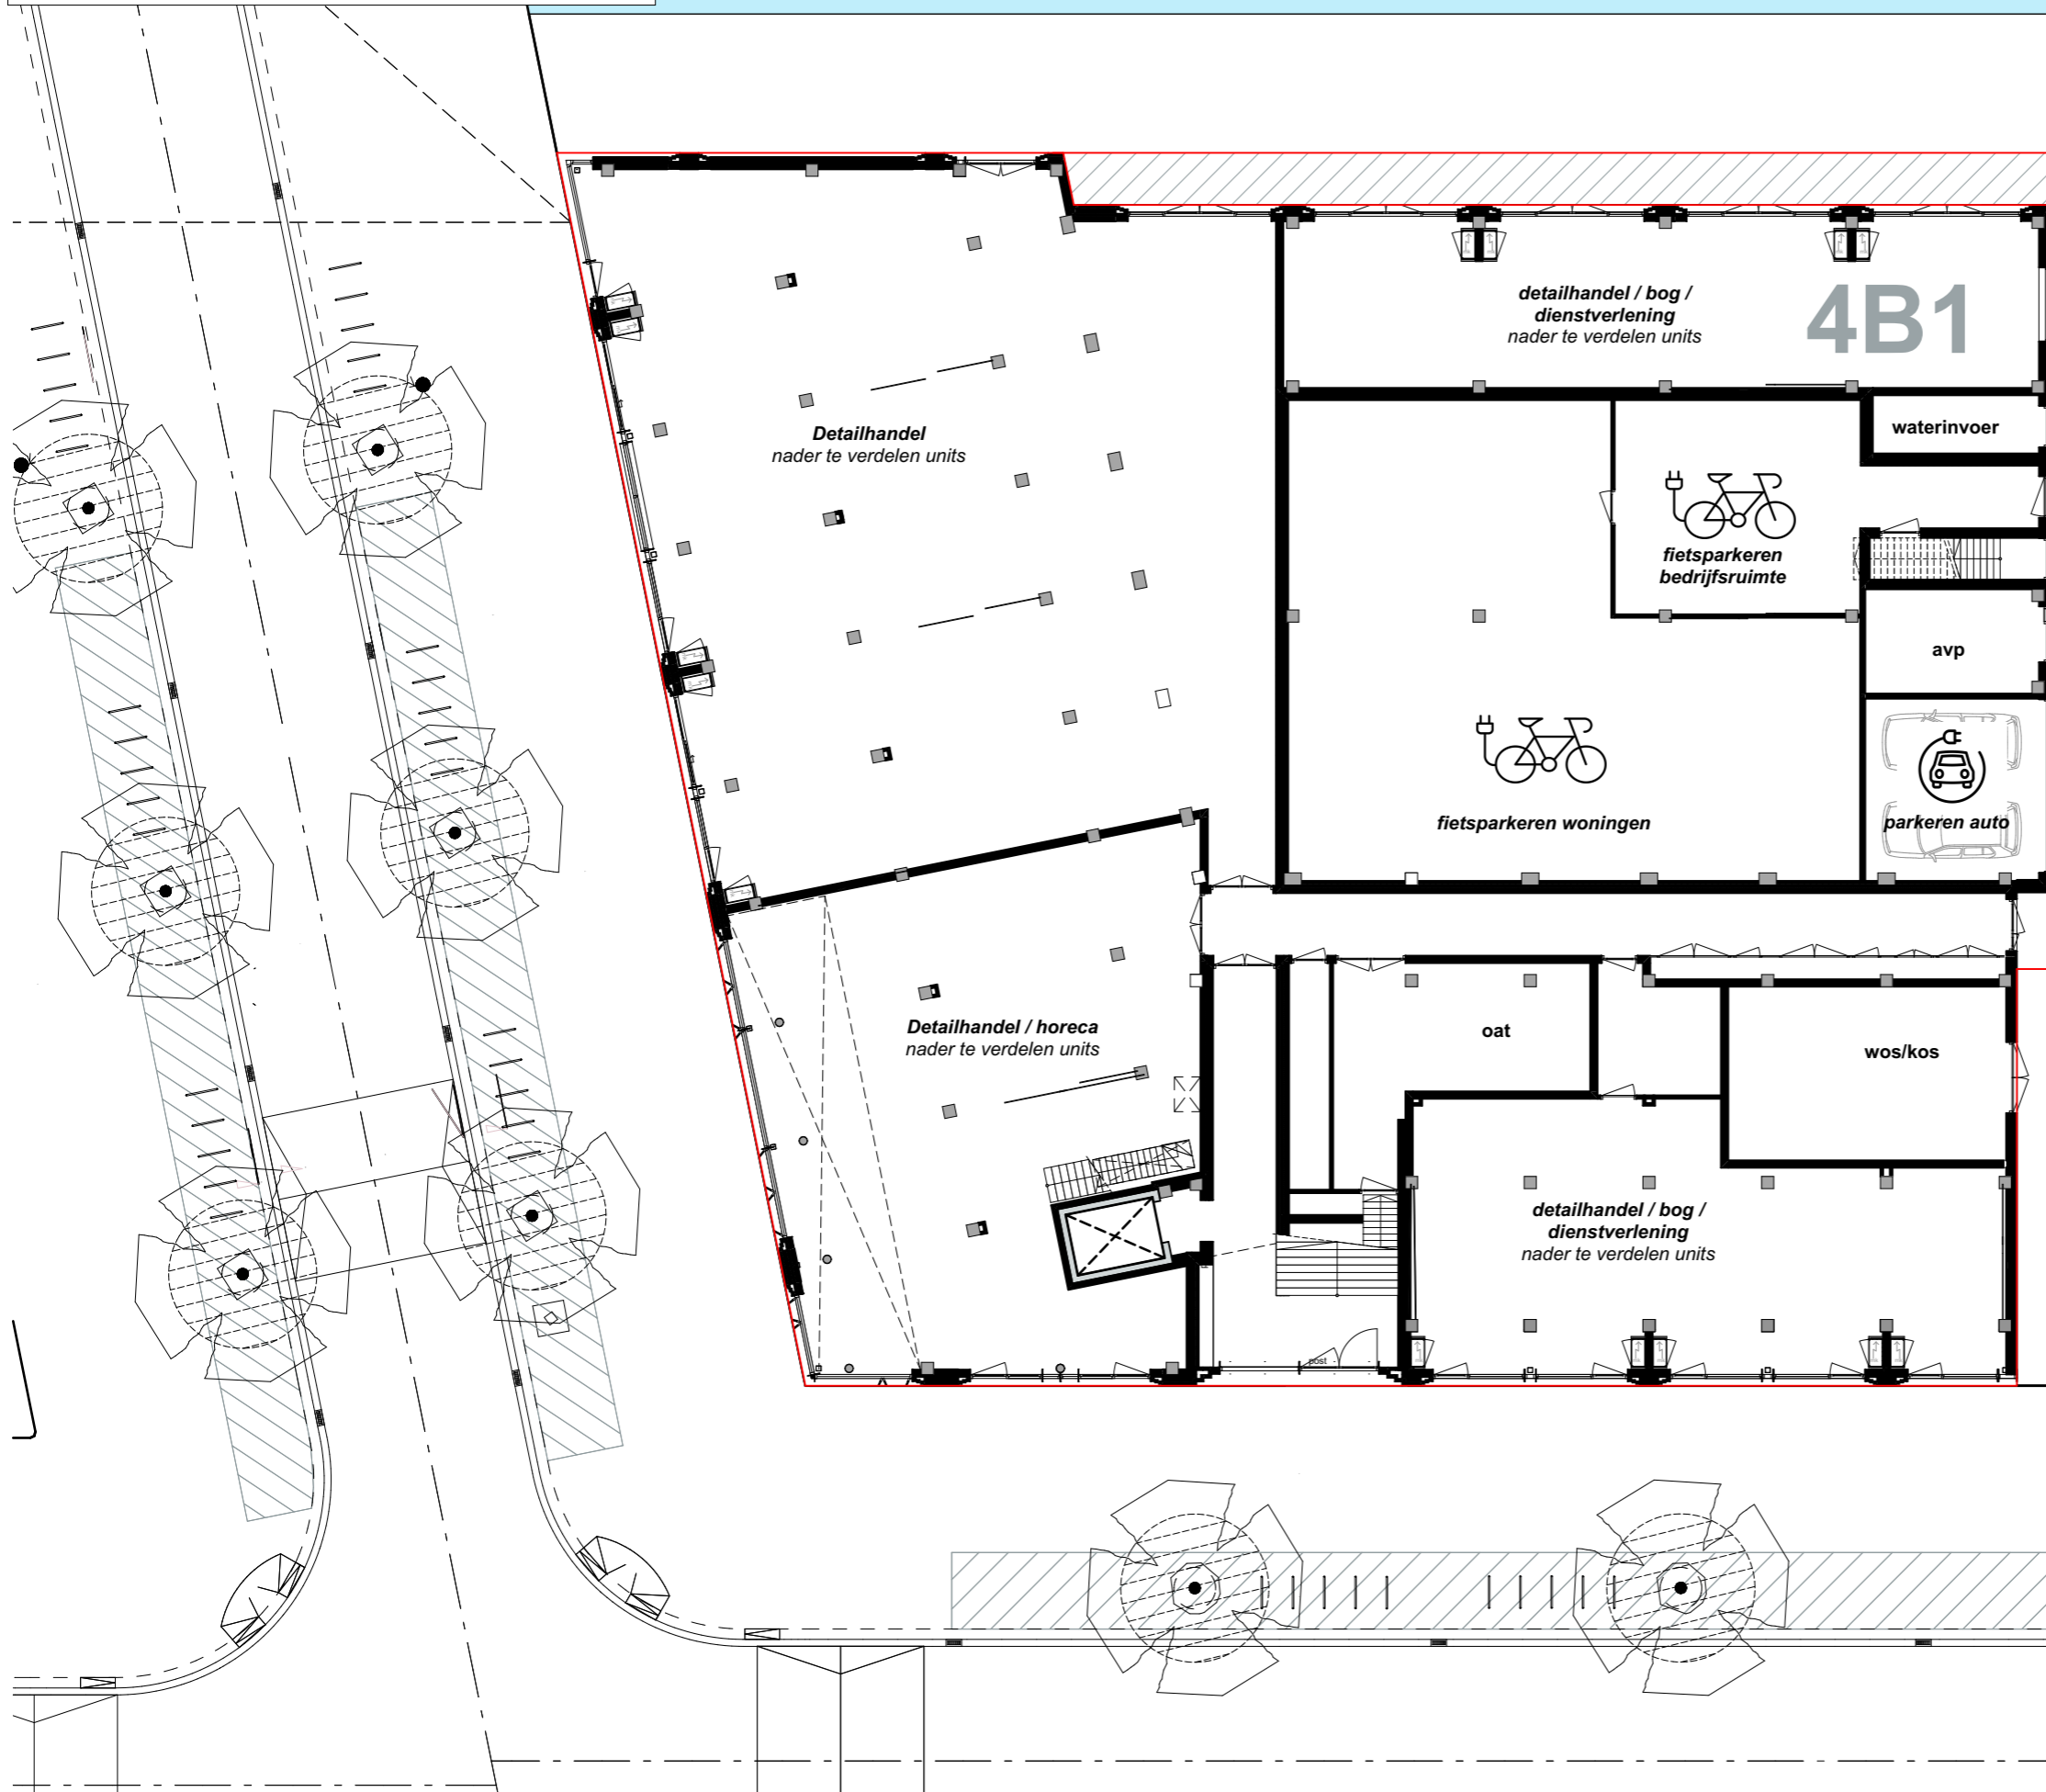 detailhandel / bog /
dienstverlening
nader te verdelen units
4B1
Detailhandel
nader te verdelen units
waterinvoer
fietsparkeren
bedrijfsruimte
avp
fietsparkeren woningen
parkeren auto
Detailhandel / horeca
nader te verdelen units
oat
wos/kos
detailhandel / bog /
dienstverlening
nader te verdelen units
post